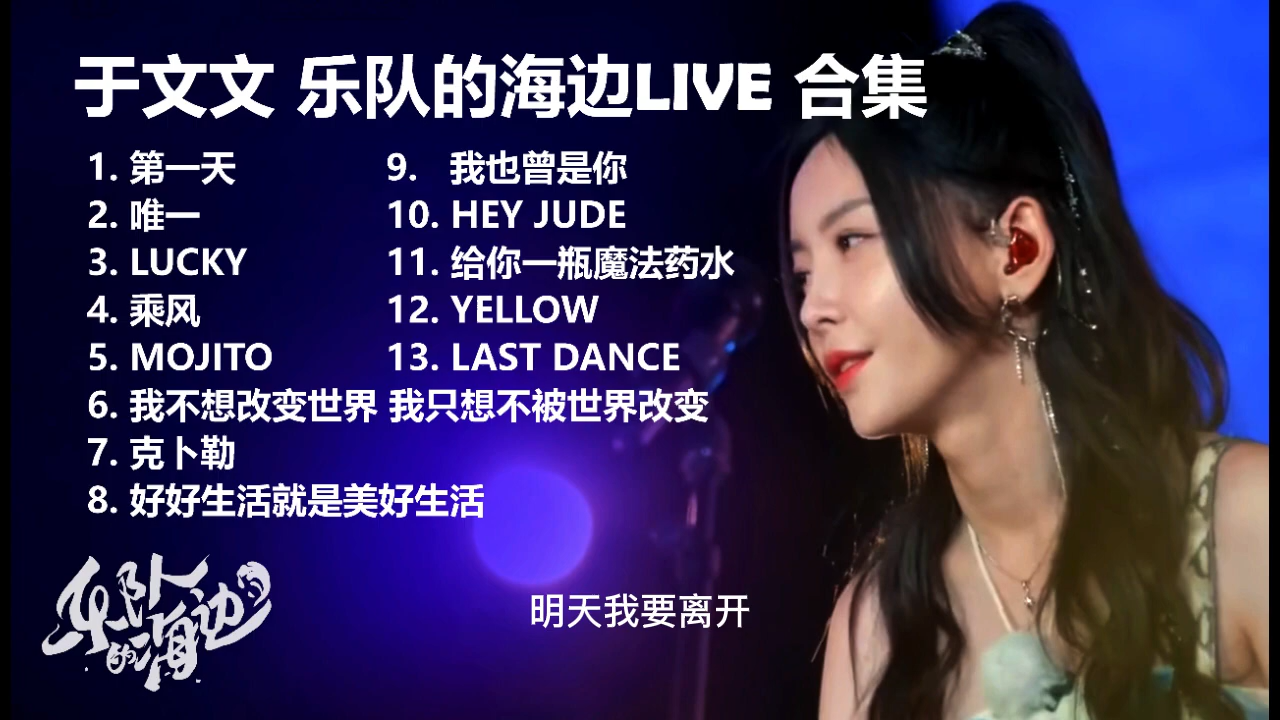 于文文 乐队的海边LIVE 合集
1. 第一天
2. 唯一
3. LUCKY
4. 乘风
5. MOJITO
6. 我不想改变世界 我只想不被世界改变
7. 克卜勒
8. 好好生活就是美好生活
9. 我也曾是你
10. HEY JUDE
11. 给你一瓶魔法药水
12. YELLOW
13. LAST DANCE
乐队的海边
明天我要离开